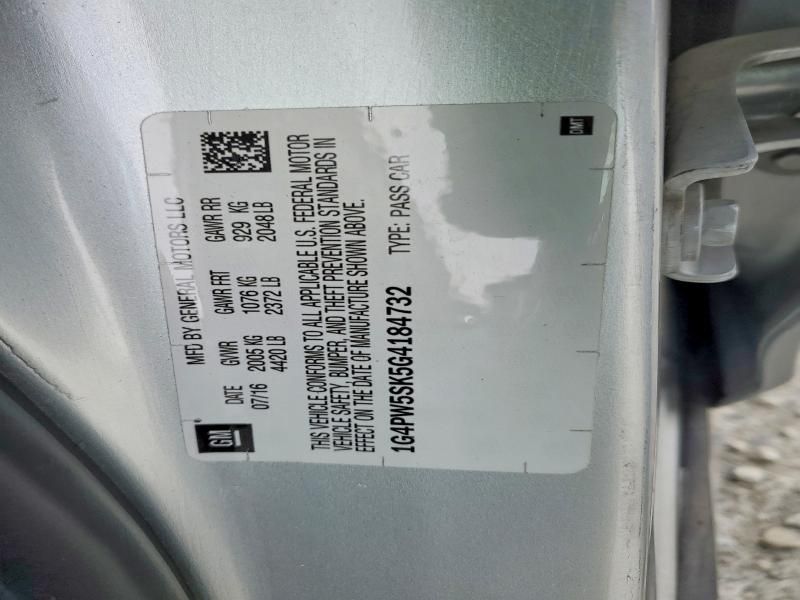 GM
MFD BY GENERAL MOTORS LLC
DATE GVWR GAWR FRT GAWR RR
07/16 2005 KG 1076 KG 929 KG
4420 LB 2372 LB 2048 LB
THIS VEHICLE CONFORMS TO ALL APPLICABLE U.S. FEDERAL MOTOR
VEHICLE SAFETY, BUMPER, AND THEFT PREVENTION STANDARDS IN
EFFECT ON THE DATE OF MANUFACTURE SHOWN ABOVE.
1G4PW5SK5G4184732 TYPE: PASS CAR
DMT